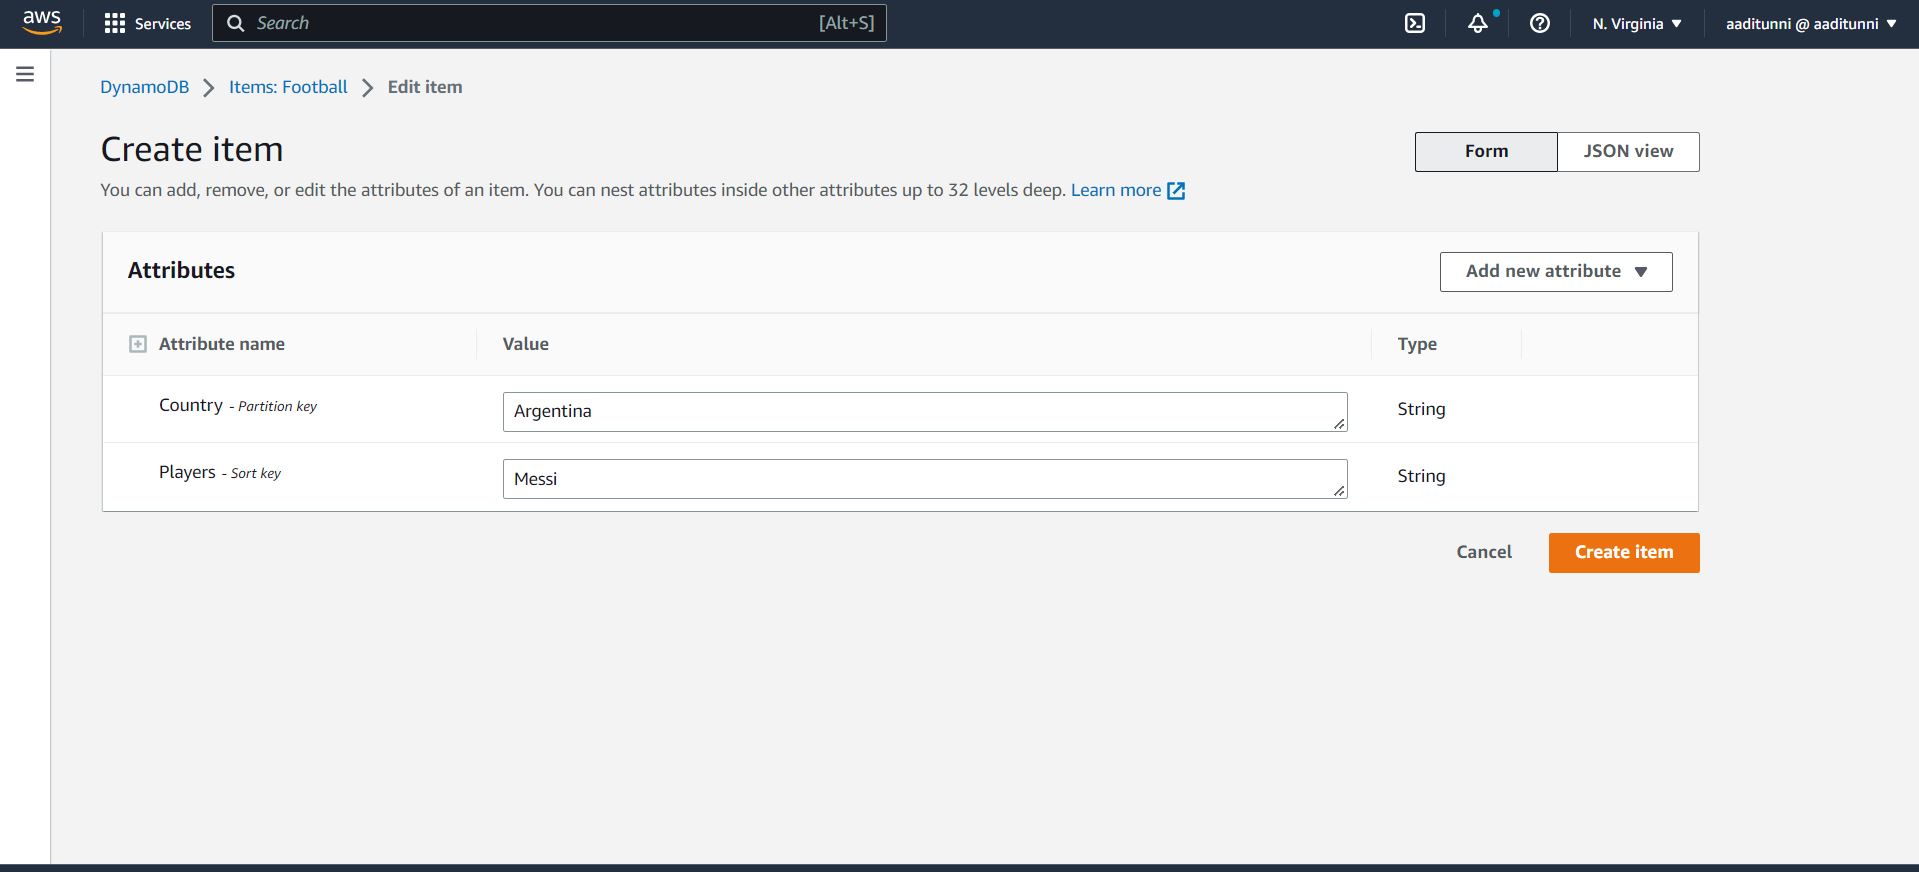 aws Services Search [Alt+S] N. Virginia aaditunni @ aaditunni
DynamoDB Items: Football Edit item
Create item
Form JSON view
You can add, remove, or edit the attributes of an item. You can nest attributes inside other attributes up to 32 levels deep. Learn more
Attributes
Add new attribute
Attribute name Value Type
Country - Partition key Argentina String
Players - Sort key Messi String
Cancel Create item